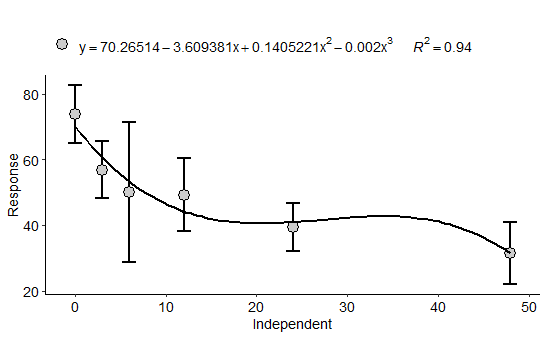 y = 70.26514 − 3.609381x + 0.1405221x² − 0.002x³ R² = 0.94
80
60
40
20
Response
0 10 20 30 40 50
Independent